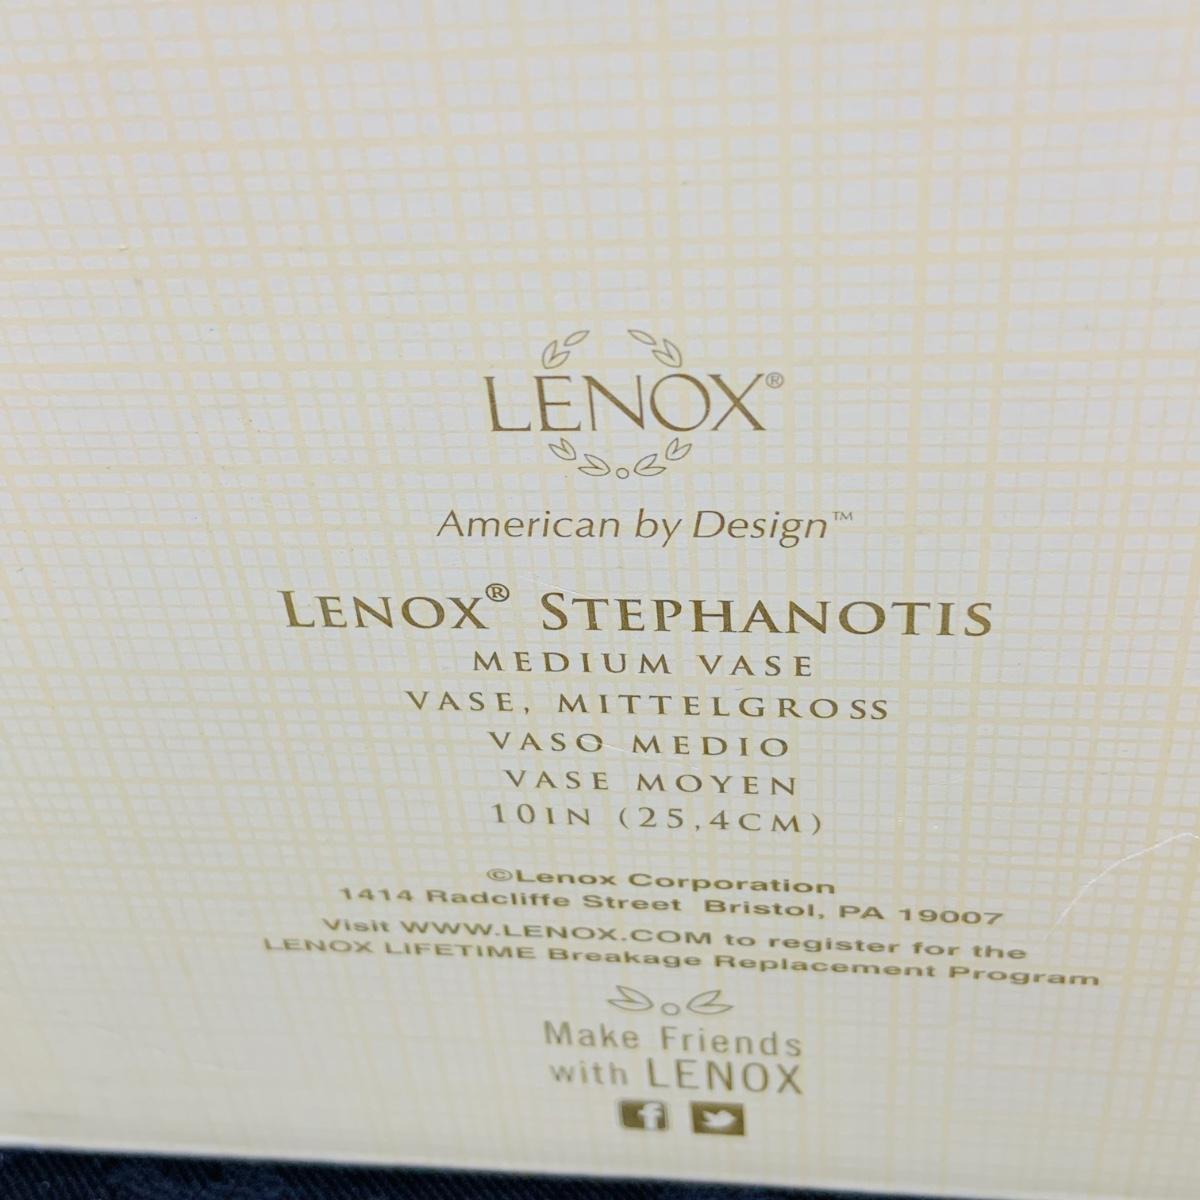 LENOX®
American by Design™
LENOX® STEPHANOTIS
MEDIUM VASE
VASE, MITTELGROSS
VASO MEDIO
VASE MOYEN
10IN (25,4CM)
©Lenox Corporation
1414 Radcliffe Street Bristol, PA 19007
Visit WWW.LENOX.COM to register for the
LENOX LIFETIME Breakage Replacement Program
Make Friends
with LENOX